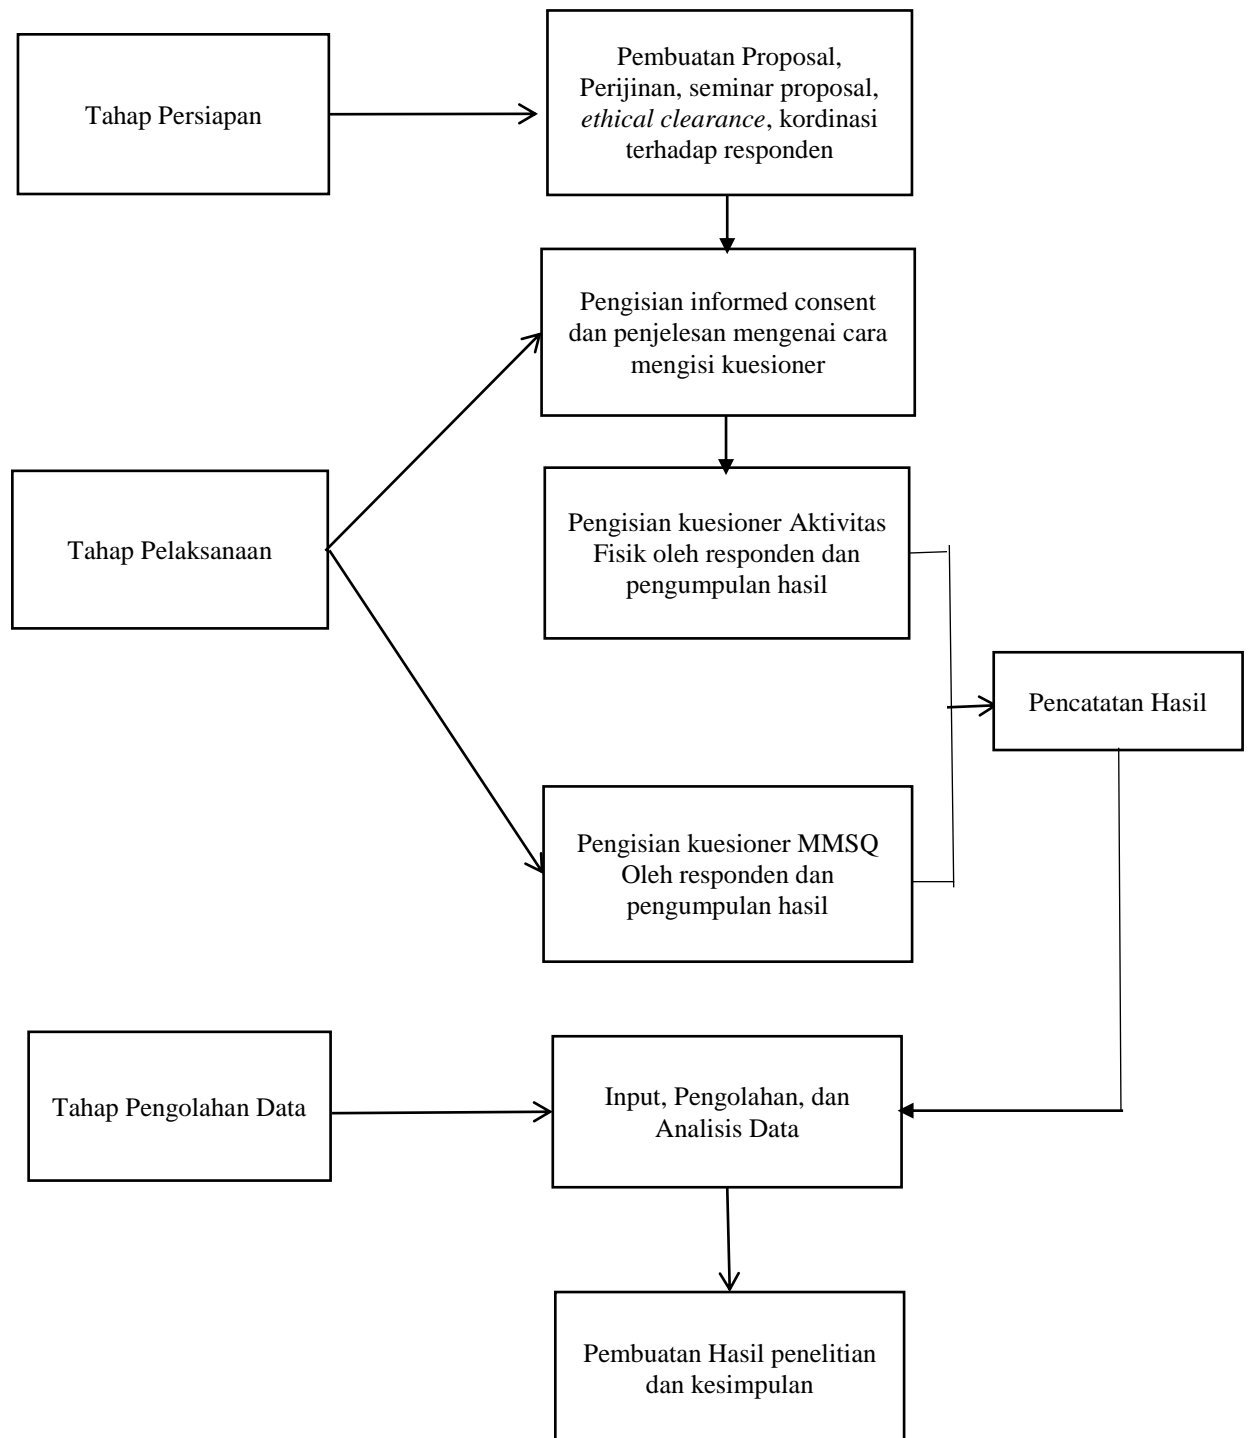 Tahap Persiapan
Pembuatan Proposal,
Perijinan, seminar proposal,
ethical clearance, kordinasi
terhadap responden
Pengisian informed consent
dan penjelesan mengenai cara
mengisi kuesioner
Tahap Pelaksanaan
Pengisian kuesioner Aktivitas
Fisik oleh responden dan
pengumpulan hasil
Pencatatan Hasil
Pengisian kuesioner MMSQ
Oleh responden dan
pengumpulan hasil
Tahap Pengolahan Data
Input, Pengolahan, dan
Analisis Data
Pembuatan Hasil penelitian
dan kesimpulan